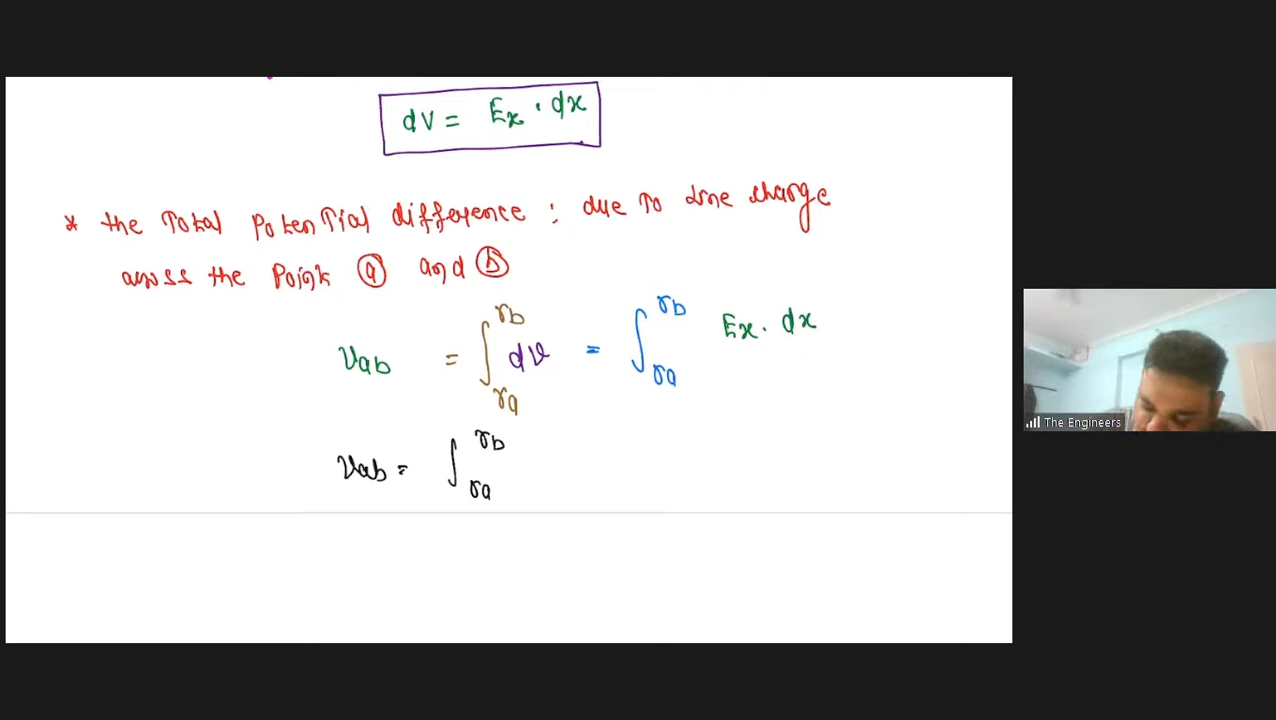 dV = Ex · dx
* the Total Potential difference : due to line charge
across the Point (a) and (b)
Vab = ∫ra^rb dV = ∫ra^rb Ex · dx
Vab = ∫ra^rb
The Engineers